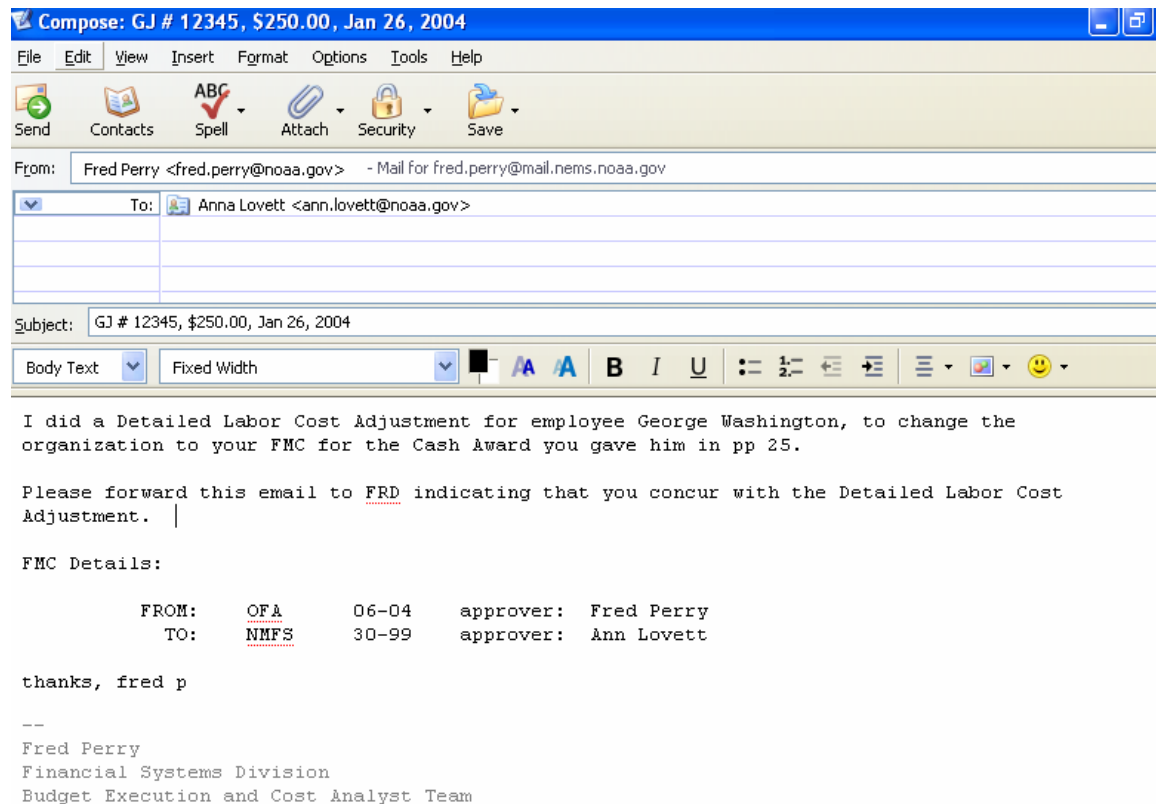 Compose: GJ # 12345, $250.00, Jan 26, 2004
File Edit View Insert Format Options Tools Help
ABC
Send Contacts Spell Attach Security Save
From: Fred Perry <fred.perry@noaa.gov> - Mail for fred.perry@mail.nems.noaa.gov
To: Anna Lovett <ann.lovett@noaa.gov>
Subject: GJ # 12345, $250.00, Jan 26, 2004
Body Text Fixed Width AA A B I U
I did a Detailed Labor Cost Adjustment for employee George Washington, to change the
organization to your FMC for the Cash Award you gave him in pp 25.
Please forward this email to FRD indicating that you concur with the Detailed Labor Cost
Adjustment.
FMC Details:
FROM: OFA 06-04 approver: Fred Perry
TO: NMFS 30-99 approver: Ann Lovett
thanks, fred p
--
Fred Perry
Financial Systems Division
Budget Execution and Cost Analyst Team